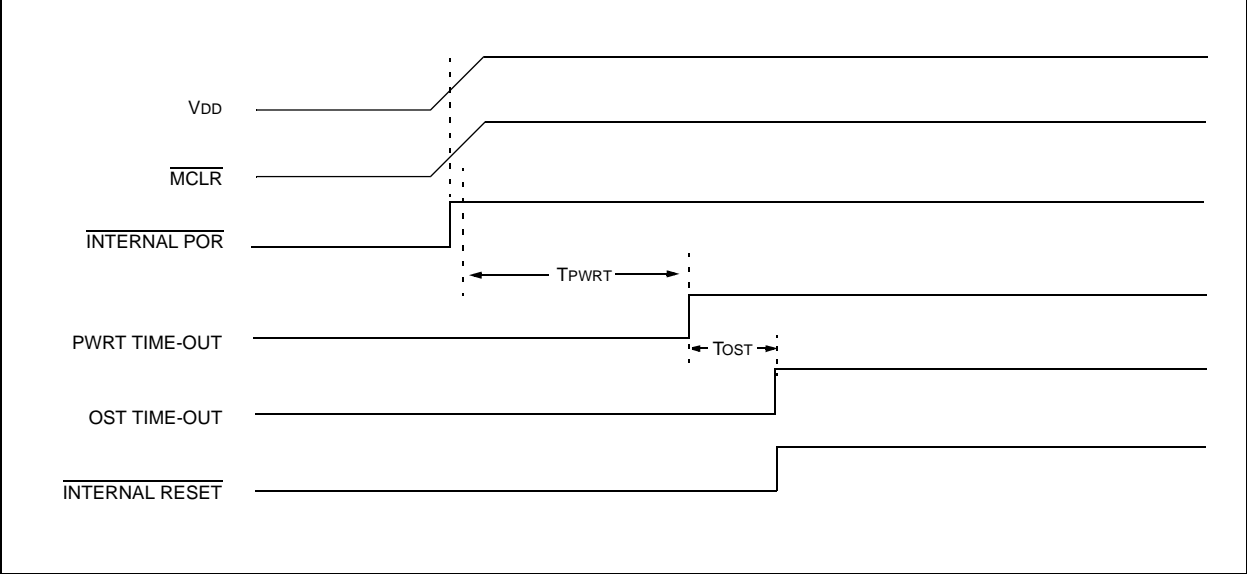 VDD
MCLR
INTERNAL POR
TPWRT
PWRT TIME-OUT
TOST
OST TIME-OUT
INTERNAL RESET